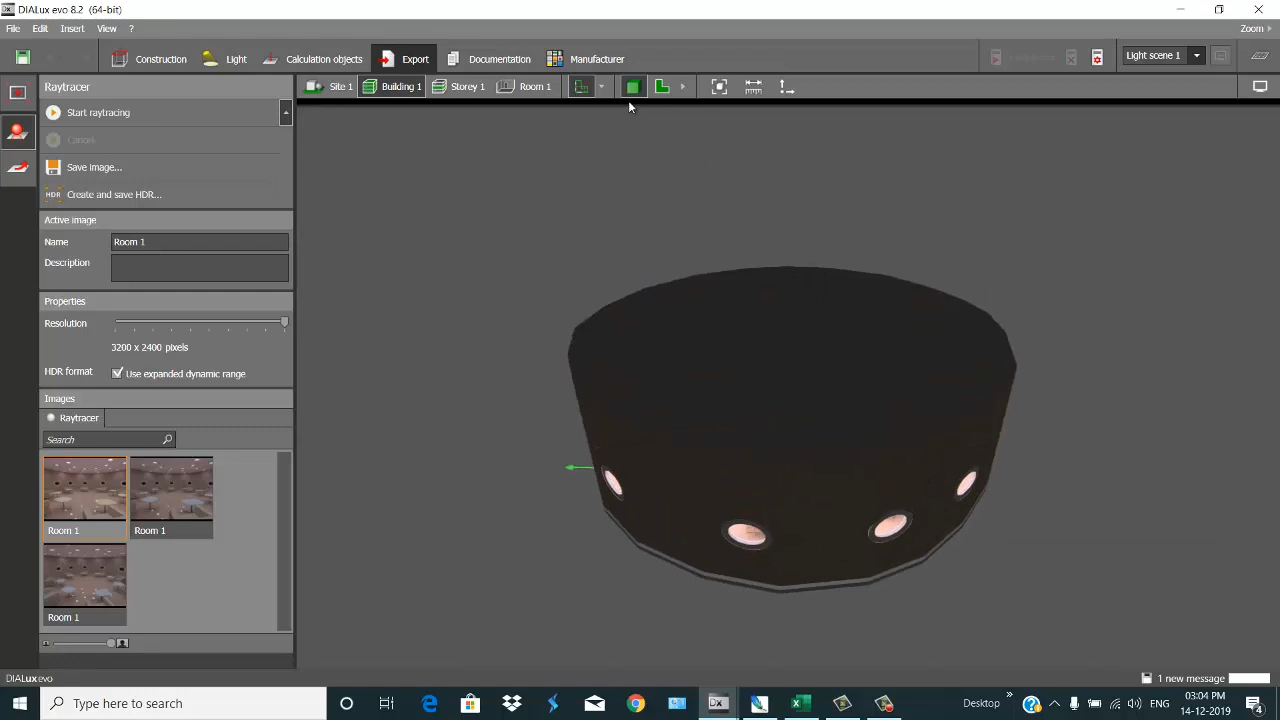 DIALux evo 8.2 (64-bit)
File Edit Insert View ? Zoom
Construction Light Calculation objects Export Documentation Manufacturer Light scene 1
Raytracer Site 1 Building 1 Storey 1 Room 1
Start raytracing
Cancel
Save image...
HDR Create and save HDR...
Active image
Name Room 1
Description
Properties
Resolution
3200 x 2400 pixels
HDR format Use expanded dynamic range
Images
Raytracer
Search
Room 1 Room 1
Room 1
DIALux evo 1 new message
Type here to search Dx Desktop » ENG 03:04 PM
14-12-2019 4